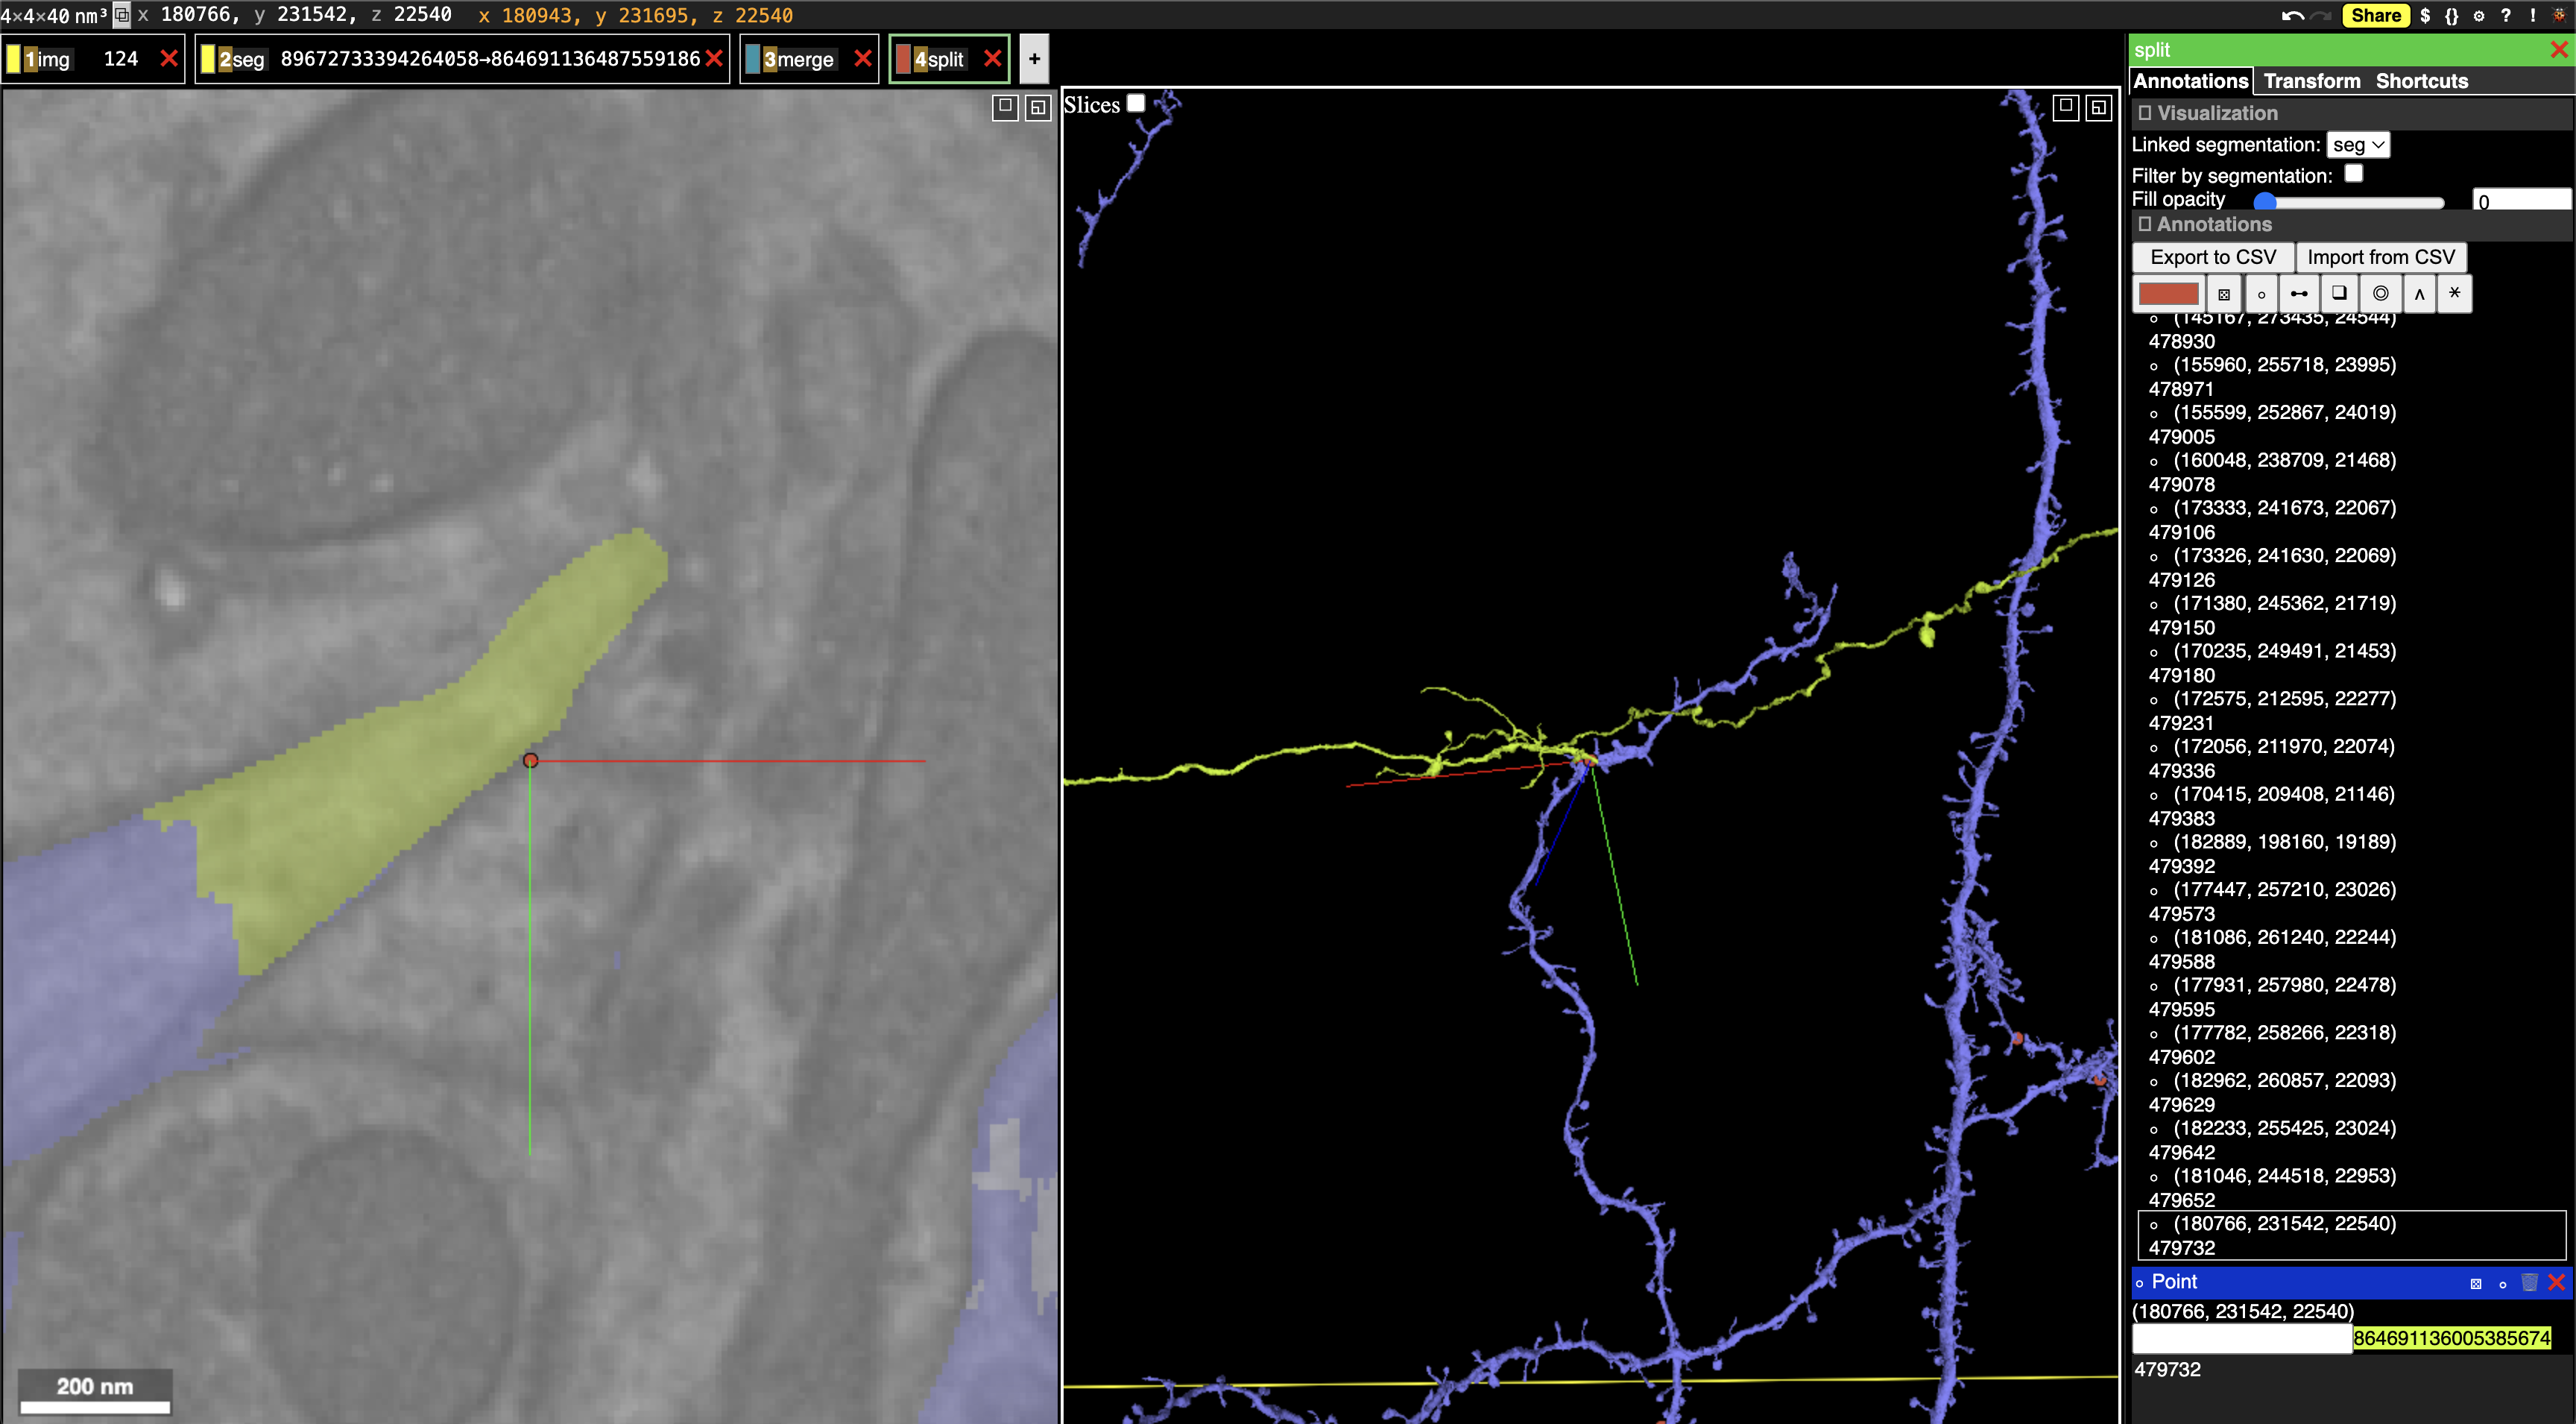 4×4×40 nm³ x 180766, y 231542, z 22540 x 180943, y 231695, z 22540 Share $ {} ? !
1img 124 2seg 89672733394264058→864691136487559186 3merge 4split +
Slices
200 nm
split
Annotations Transform Shortcuts
Visualization
Linked segmentation: seg
Filter by segmentation:
Fill opacity 0
Annotations
Export to CSV Import from CSV
(145167, 273435, 24544)
478930
(155960, 255718, 23995)
478971
(155599, 252867, 24019)
479005
(160048, 238709, 21468)
479078
(173333, 241673, 22067)
479106
(173326, 241630, 22069)
479126
(171380, 245362, 21719)
479150
(170235, 249491, 21453)
479180
(172575, 212595, 22277)
479231
(172056, 211970, 22074)
479336
(170415, 209408, 21146)
479383
(182889, 198160, 19189)
479392
(177447, 257210, 23026)
479573
(181086, 261240, 22244)
479588
(177931, 257980, 22478)
479595
(177782, 258266, 22318)
479602
(182962, 260857, 22093)
479629
(182233, 255425, 23024)
479642
(181046, 244518, 22953)
479652
(180766, 231542, 22540)
479732
Point
(180766, 231542, 22540)
864691136005385674
479732